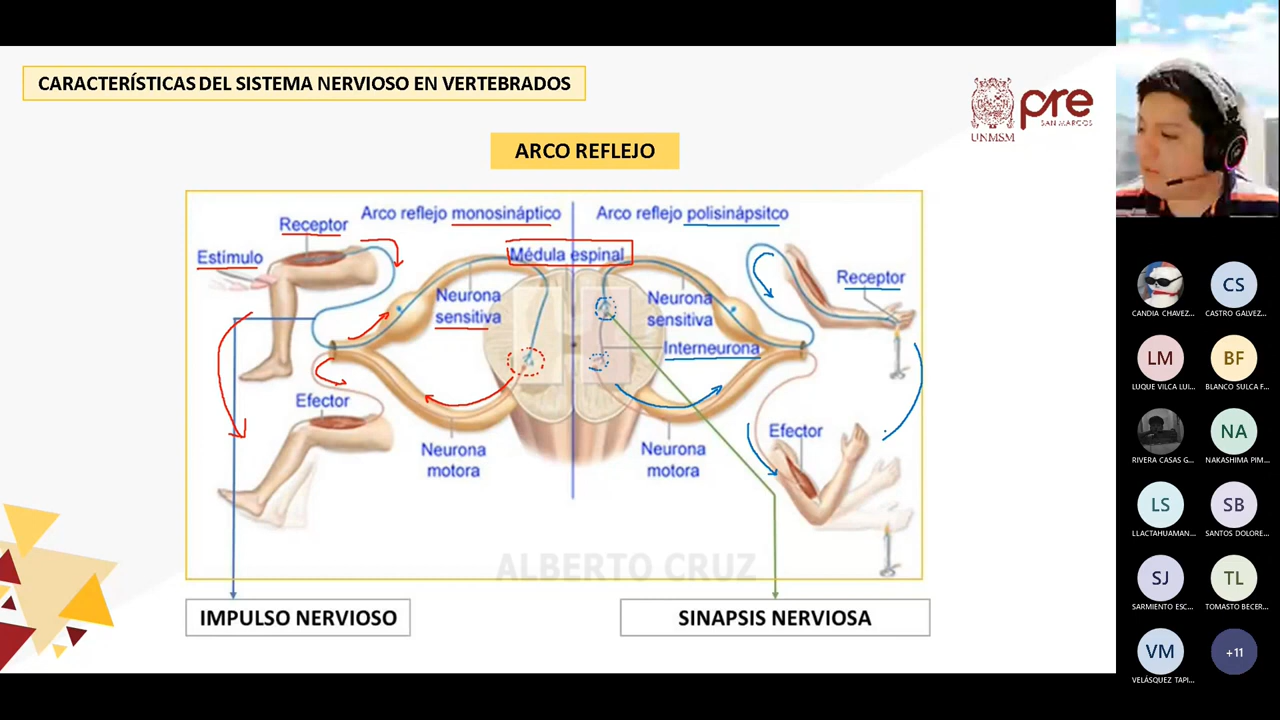 CARACTERÍSTICAS DEL SISTEMA NERVIOSO EN VERTEBRADOS
pre
SAN MARCOS
UNMSM
ARCO REFLEJO
Arco reflejo monosináptico
Arco reflejo polisinápsitco
Receptor
Estímulo
Médula espinal
Neurona
sensitiva
Neurona
sensitiva
Receptor
Interneurona
Efector
Efector
Neurona
motora
Neurona
motora
ALBERTO CRUZ
IMPULSO NERVIOSO
SINAPSIS NERVIOSA
CANDIA CHAVEZ...
CS
CASTRO GALVEZ...
LM
LUQUE VILCA LUI...
BF
BLANCO SULCA F...
RIVERA CASAS G...
NA
NAKASHIMA PIM...
LS
LLACTAHUAMAN...
SB
SANTOS DOLORE...
SJ
SARMIENTO ESC...
TL
TOMASTO BECER...
VM
VELÁSQUEZ TAPI...
+11